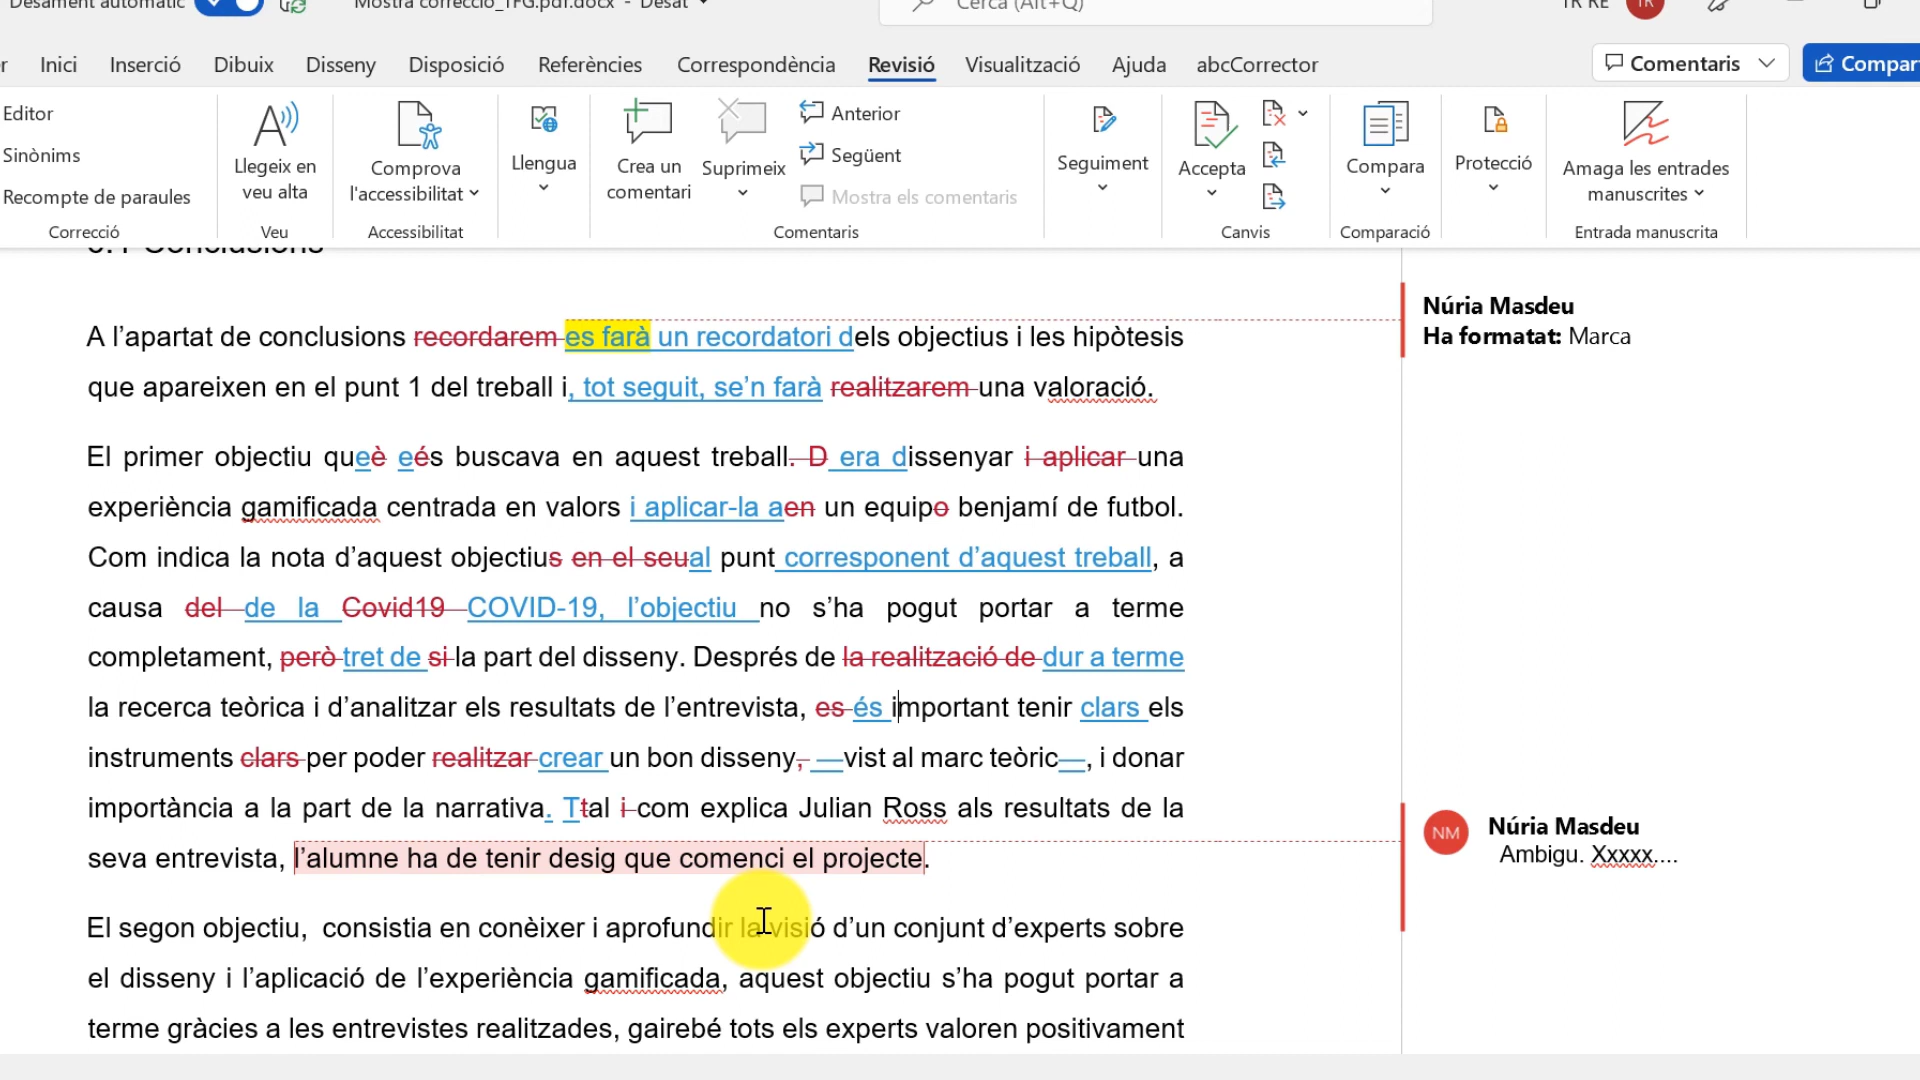 Desament automàtic Mostra correcció_TFG.pdf.docx - Desat Cerca (Alt+Q) TR RE TR
Inici Inserció Dibuix Disseny Disposició Referències Correspondència Revisió Visualització Ajuda abcCorrector Comentaris
Editor
Sinònims
Recompte de paraules
Correcció
Llegeix en
veu alta
Veu
Comprova
l'accessibilitat
Accessibilitat
Llengua
Crea un
comentari
Suprimeix
Anterior
Següent
Mostra els comentaris
Comentaris
Seguiment
Accepta
Canvis
Compara
Comparació
Protecció
Amaga les entrades
manuscrites
Entrada manuscrita
Conclusions
A l’apartat de conclusions recordarem es farà un recordatori dels objectius i les hipòtesis
que apareixen en el punt 1 del treball i, tot seguit, se’n farà realitzarem una valoració.
El primer objectiu queè eés buscava en aquest treball. D era dissenyar i aplicar una
experiència gamificada centrada en valors i aplicar-la aen un equipo benjamí de futbol.
Com indica la nota d’aquest objectius en el seual punt corresponent d’aquest treball, a
causa del de la Covid19 COVID-19, l’objectiu no s’ha pogut portar a terme
completament, però tret de si la part del disseny. Després de la realització de dur a terme
la recerca teòrica i d’analitzar els resultats de l’entrevista, es és important tenir clars els
instruments clars per poder realitzar crear un bon disseny, —vist al marc teòric—, i donar
importància a la part de la narrativa. Ttal i com explica Julian Ross als resultats de la
seva entrevista, l’alumne ha de tenir desig que comenci el projecte.
El segon objectiu, consistia en conèixer i aprofundir la visió d’un conjunt d’experts sobre
el disseny i l’aplicació de l’experiència gamificada, aquest objectiu s’ha pogut portar a
terme gràcies a les entrevistes realitzades, gairebé tots els experts valoren positivament
Núria Masdeu
Ha formatat: Marca
NM Núria Masdeu
Ambigu. Xxxxx....